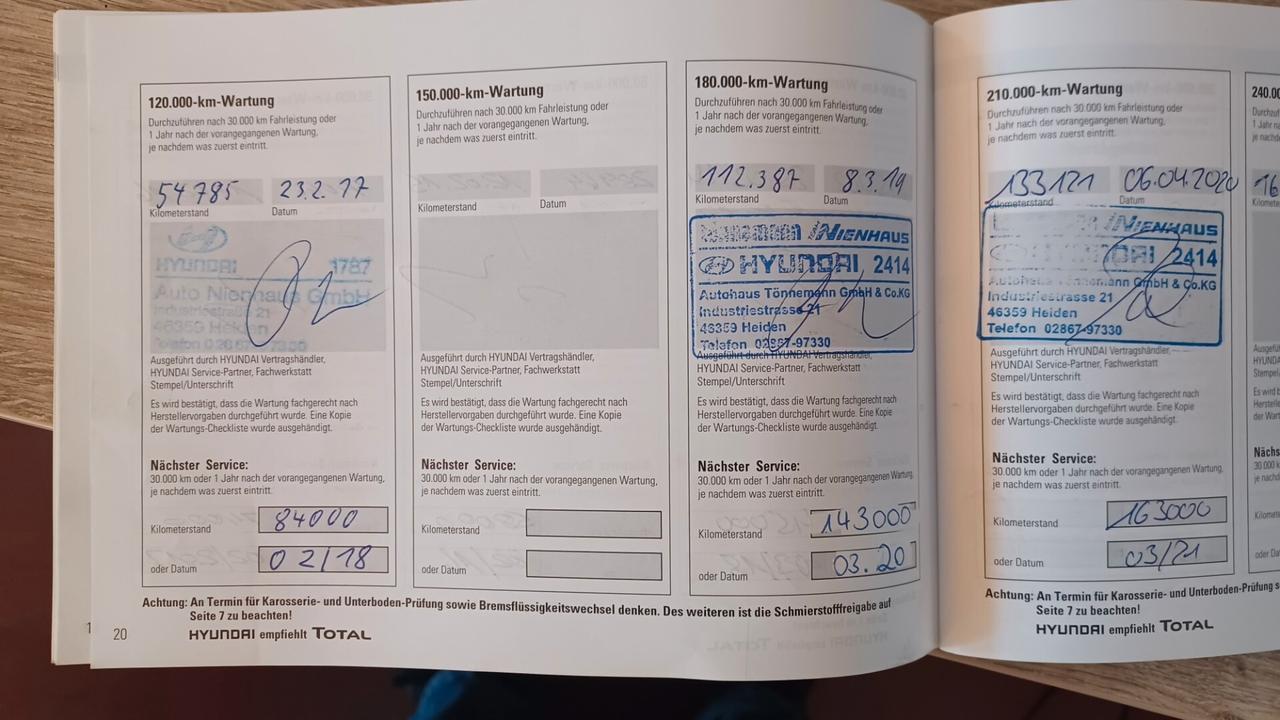 120.000-km-Wartung
Durchzuführen nach 30.000 km Fahrleistung oder
1 Jahr nach der vorangegangenen Wartung,
je nachdem was zuerst eintritt.
54785 23.2.17
Kilometerstand Datum
HYUNDAI 1787
Auto Nienhaus GmbH
Industriestraße 21
46359 Heiden
Telefon
Ausgeführt durch HYUNDAI Vertragshändler,
HYUNDAI Service-Partner, Fachwerkstatt
Stempel/Unterschrift
Es wird bestätigt, dass die Wartung fachgerecht nach
Herstellervorgaben durchgeführt wurde. Eine Kopie
der Wartungs-Checkliste wurde ausgehändigt.
Nächster Service:
30.000 km oder 1 Jahr nach der vorangegangenen Wartung,
je nachdem was zuerst eintritt.
Kilometerstand 84000
oder Datum 02/18
150.000-km-Wartung
Durchzuführen nach 30.000 km Fahrleistung oder
1 Jahr nach der vorangegangenen Wartung,
je nachdem was zuerst eintritt.
Kilometerstand Datum
Ausgeführt durch HYUNDAI Vertragshändler,
HYUNDAI Service-Partner, Fachwerkstatt
Stempel/Unterschrift
Es wird bestätigt, dass die Wartung fachgerecht nach
Herstellervorgaben durchgeführt wurde. Eine Kopie
der Wartungs-Checkliste wurde ausgehändigt.
Nächster Service:
30.000 km oder 1 Jahr nach der vorangegangenen Wartung,
je nachdem was zuerst eintritt.
Kilometerstand
oder Datum
180.000-km-Wartung
Durchzuführen nach 30.000 km Fahrleistung oder
1 Jahr nach der vorangegangenen Wartung,
je nachdem was zuerst eintritt.
112.387 8.3.19
Kilometerstand Datum
NIENHAUS
HYUNDAI 2414
Autohaus Tönnemann GmbH & Co.KG
Industriestrasse 21
46359 Heiden
Telefon 02867-97330
Ausgeführt durch HYUNDAI Vertragshändler,
HYUNDAI Service-Partner, Fachwerkstatt
Stempel/Unterschrift
Es wird bestätigt, dass die Wartung fachgerecht nach
Herstellervorgaben durchgeführt wurde. Eine Kopie
der Wartungs-Checkliste wurde ausgehändigt.
Nächster Service:
30.000 km oder 1 Jahr nach der vorangegangenen Wartung,
je nachdem was zuerst eintritt.
Kilometerstand 143000
oder Datum 03.20
Achtung: An Termin für Karosserie- und Unterboden-Prüfung sowie Bremsflüssigkeitswechsel denken. Des weiteren ist die Schmierstofffreigabe auf
Seite 7 zu beachten!
20 HYUNDAI empfiehlt TOTAL
210.000-km-Wartung
Durchzuführen nach 30.000 km Fahrleistung oder
1 Jahr nach der vorangegangenen Wartung,
je nachdem was zuerst eintritt.
133121 06.04.2020
Kilometerstand Datum
NIENHAUS
2414
Autohaus Tönnemann GmbH & Co.KG
Industriestrasse 21
46359 Heiden
Telefon 02867-97330
Ausgeführt durch HYUNDAI Vertragshändler,
HYUNDAI Service-Partner, Fachwerkstatt
Stempel/Unterschrift
Es wird bestätigt, dass die Wartung fachgerecht nach
Herstellervorgaben durchgeführt wurde. Eine Kopie
der Wartungs-Checkliste wurde ausgehändigt.
Nächster Service:
30.000 km oder 1 Jahr nach der vorangegangenen Wartung,
je nachdem was zuerst eintritt.
Kilometerstand 163000
oder Datum 03/21
Achtung: An Termin für Karosserie- und Unterboden-Prüfung s
Seite 7 zu beachten!
HYUNDAI empfiehlt TOTAL